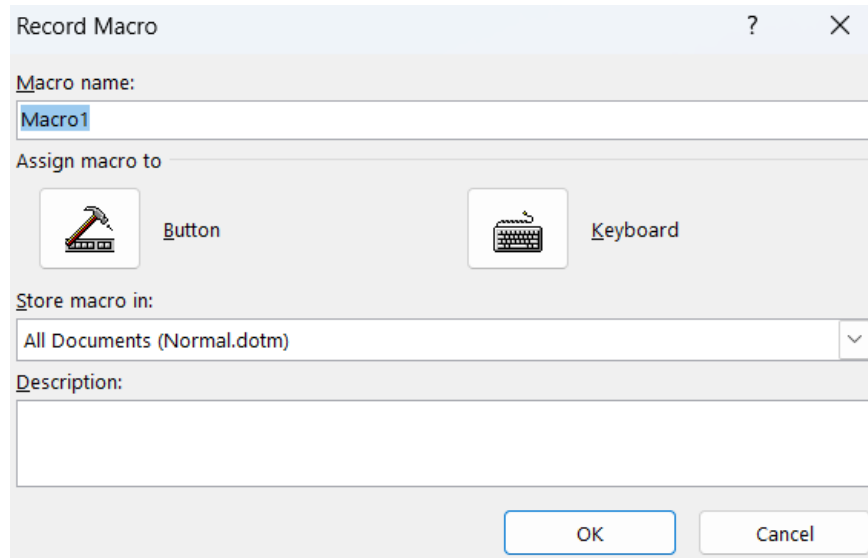 Record Macro ?
Macro name:
Macro1
Assign macro to
Button Keyboard
Store macro in:
All Documents (Normal.dotm)
Description:
OK Cancel